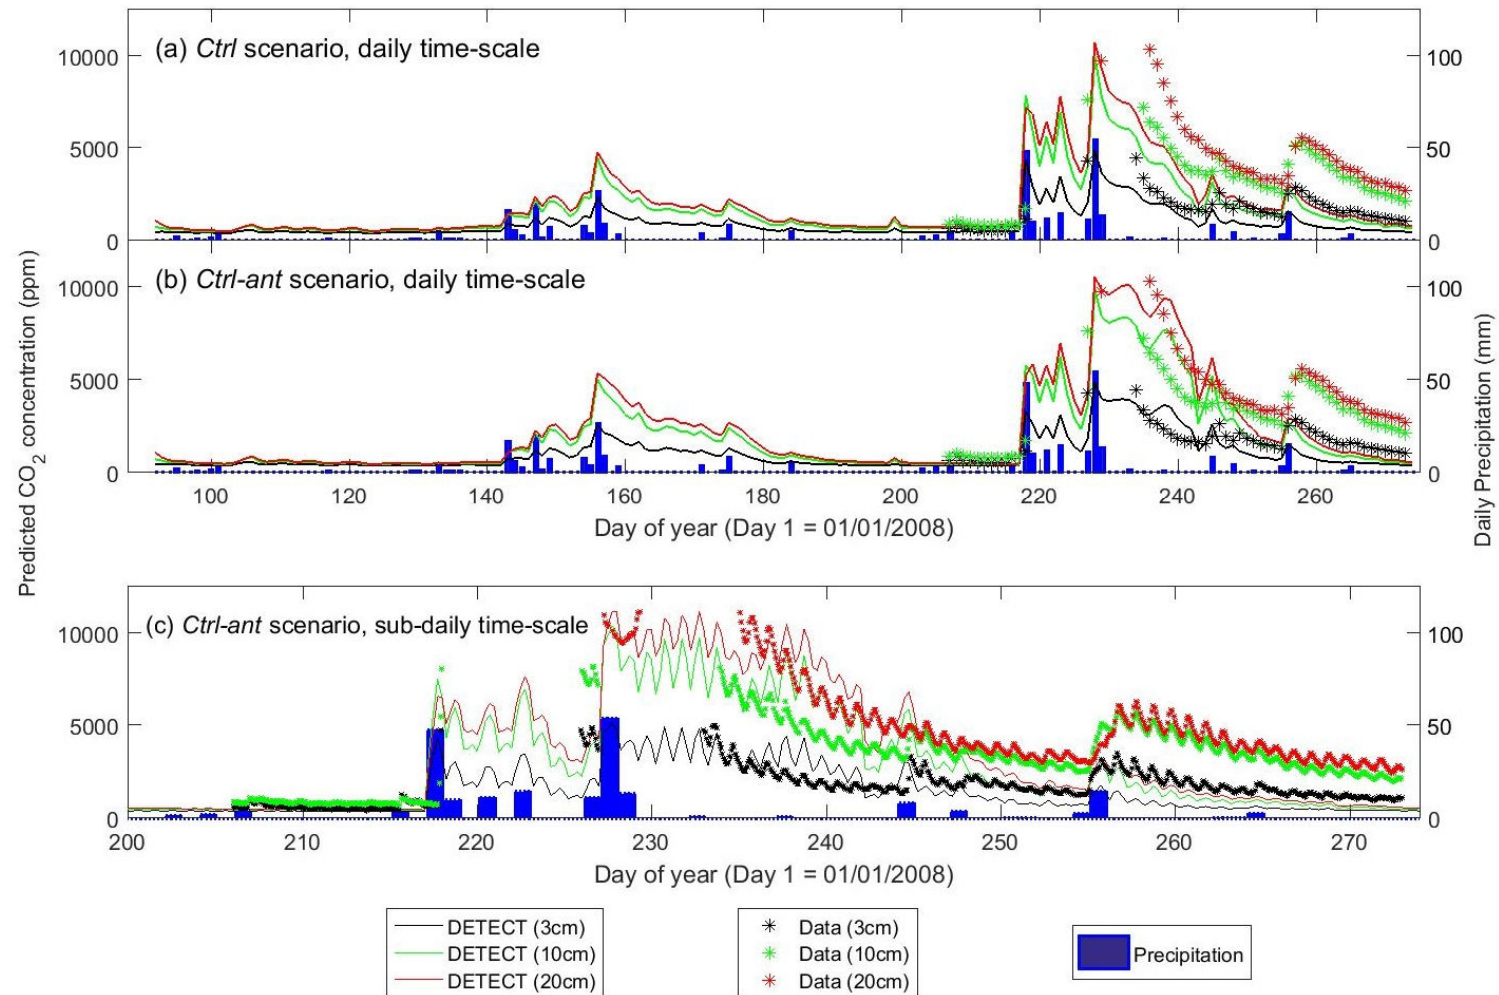 (a) Ctrl scenario, daily time-scale
10000
5000
0
100
50
0
(b) Ctrl-ant scenario, daily time-scale
10000
5000
0
100
50
0
100 120 140 160 180 200 220 240 260
Day of year (Day 1 = 01/01/2008)
Predicted CO2 concentration (ppm)
Daily Precipitation (mm)
(c) Ctrl-ant scenario, sub-daily time-scale
10000
5000
0
100
50
0
200 210 220 230 240 250 260 270
Day of year (Day 1 = 01/01/2008)
DETECT (3cm)
DETECT (10cm)
DETECT (20cm)
Data (3cm)
Data (10cm)
Data (20cm)
Precipitation